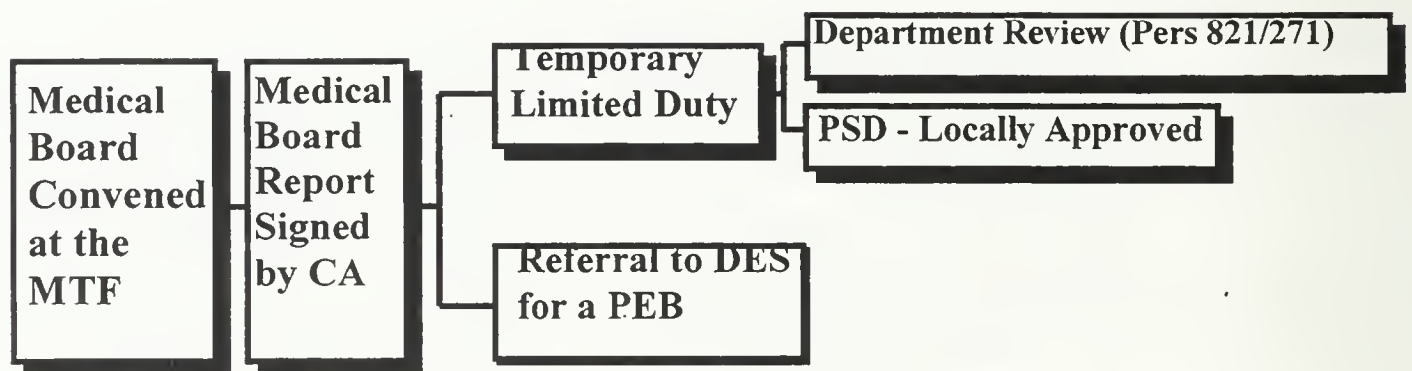 Medical
Board
Convened
at the
MTF
Medical
Board
Report
Signed
by CA
Temporary
Limited Duty
Department Review (Pers 821/271)
PSD - Locally Approved
Referral to DES
for a PEB